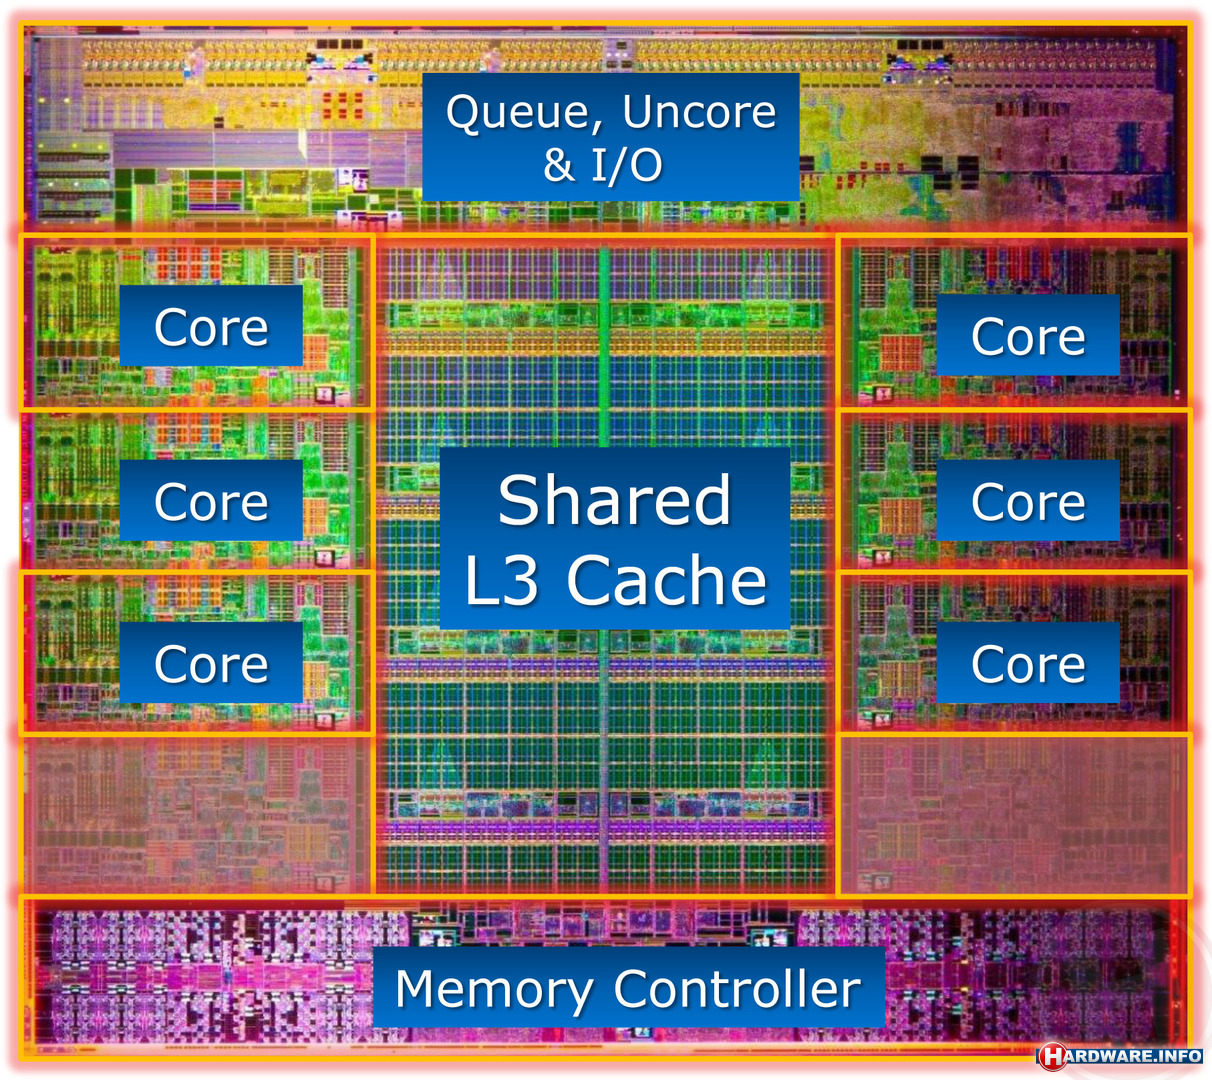 Queue, Uncore
& I/O
Core
Core
Core
Core
Shared
L3 Cache
Core
Core
Memory Controller
HARDWARE.INFO